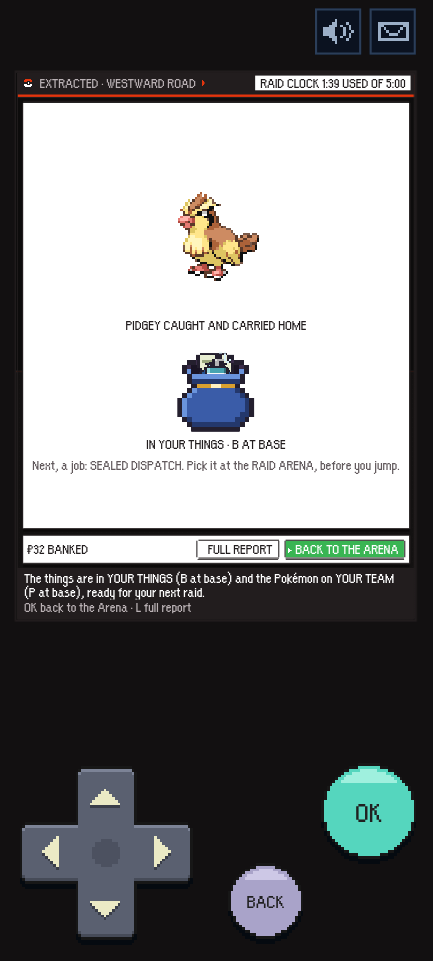 EXTRACTED · WESTWARD ROAD
RAID CLOCK 1:39 USED OF 5:00
PIDGEY CAUGHT AND CARRIED HOME
IN YOUR THINGS · B AT BASE
Next, a job: SEALED DISPATCH. Pick it at the RAID ARENA, before you jump.
₽32 BANKED
FULL REPORT
BACK TO THE ARENA
The things are in YOUR THINGS (B at base) and the Pokémon on YOUR TEAM
(P at base), ready for your next raid.
OK back to the Arena · L full report
OK
BACK